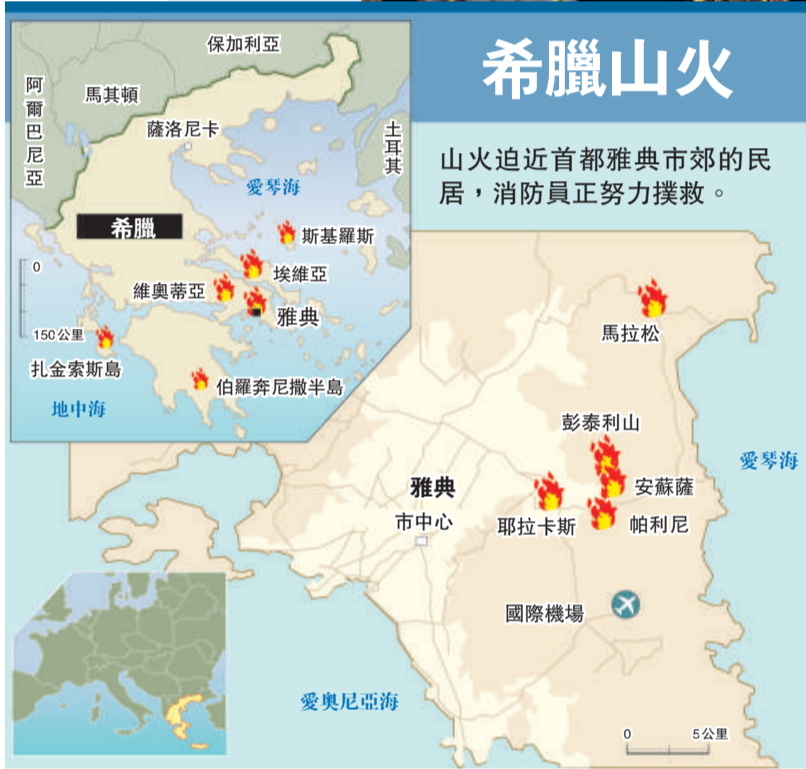 希臘山火
山火迫近首都雅典市郊的民
居，消防員正努力撲救。
保加利亞
馬其頓
阿爾巴尼亞
薩洛尼卡
土耳其
愛琴海
希臘
斯基羅斯
埃維亞
維奧蒂亞
雅典
0
150公里
扎金索斯島
伯羅奔尼撒半島
地中海
馬拉松
彭泰利山
愛琴海
安蘇薩
雅典
市中心
耶拉卡斯
帕利尼
國際機場
愛奧尼亞海
0 5公里